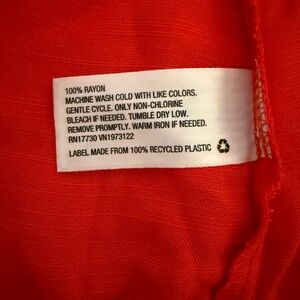 100% RAYON
MACHINE WASH COLD WITH LIKE COLORS.
GENTLE CYCLE. ONLY NON-CHLORINE
BLEACH IF NEEDED. TUMBLE DRY LOW.
REMOVE PROMPTLY. WARM IRON IF NEEDED.
RN17730 VN1973122
LABEL MADE FROM 100% RECYCLED PLASTIC